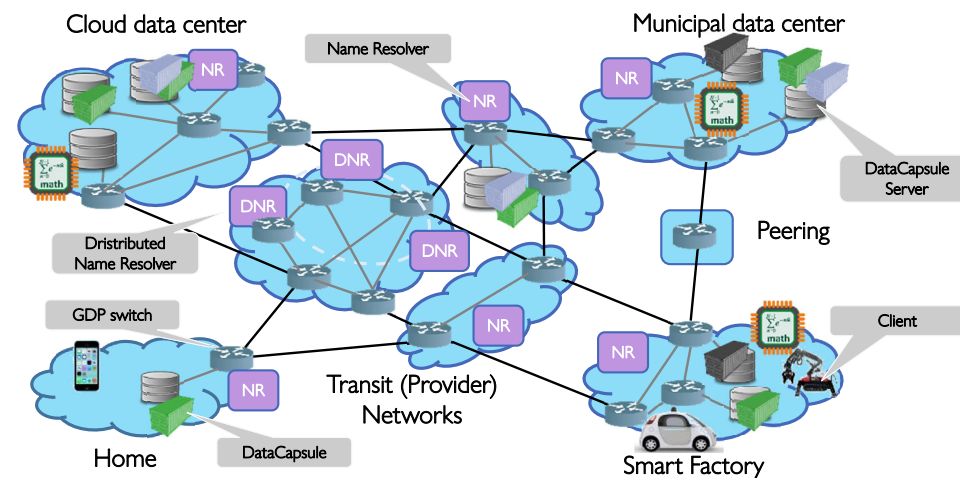 Cloud data center
Municipal data center
Name Resolver
NR
NR
NR
math
math
DNR
DNR
DNR
DataCapsule
Server
Dristributed
Name Resolver
Peering
GDP switch
NR
NR
NR
math
Client
Transit (Provider)
Networks
DataCapsule
Home
Smart Factory